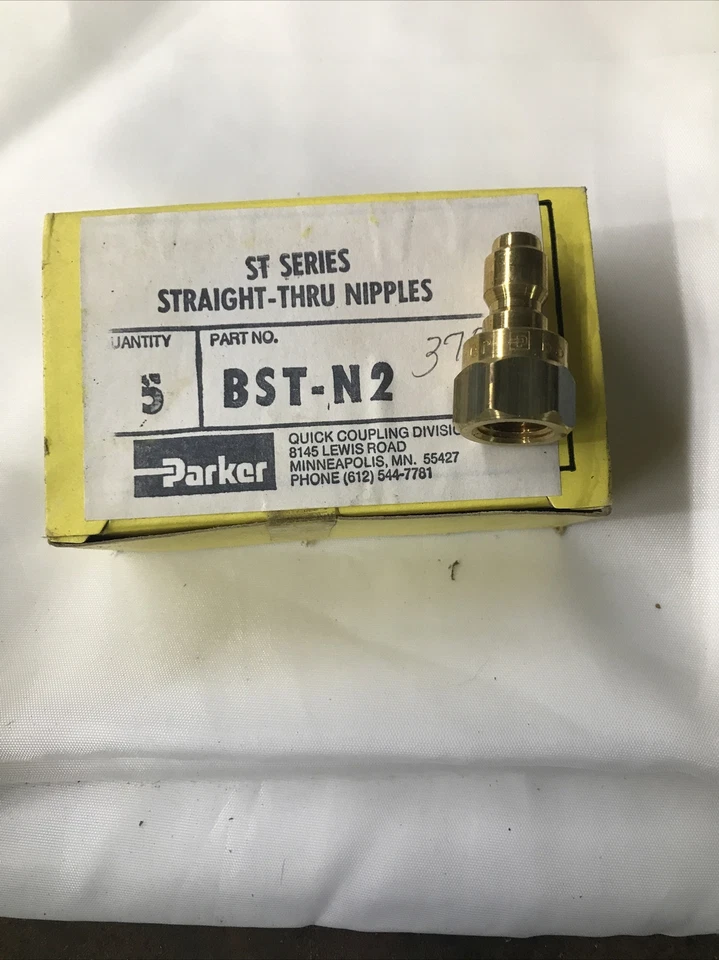 ST SERIES
STRAIGHT-THRU NIPPLES
UANTITY
PART NO.
5
BST-N2
Parker
QUICK COUPLING DIVISIO
8145 LEWIS ROAD
MINNEAPOLIS, MN. 55427
PHONE (612) 544-7781